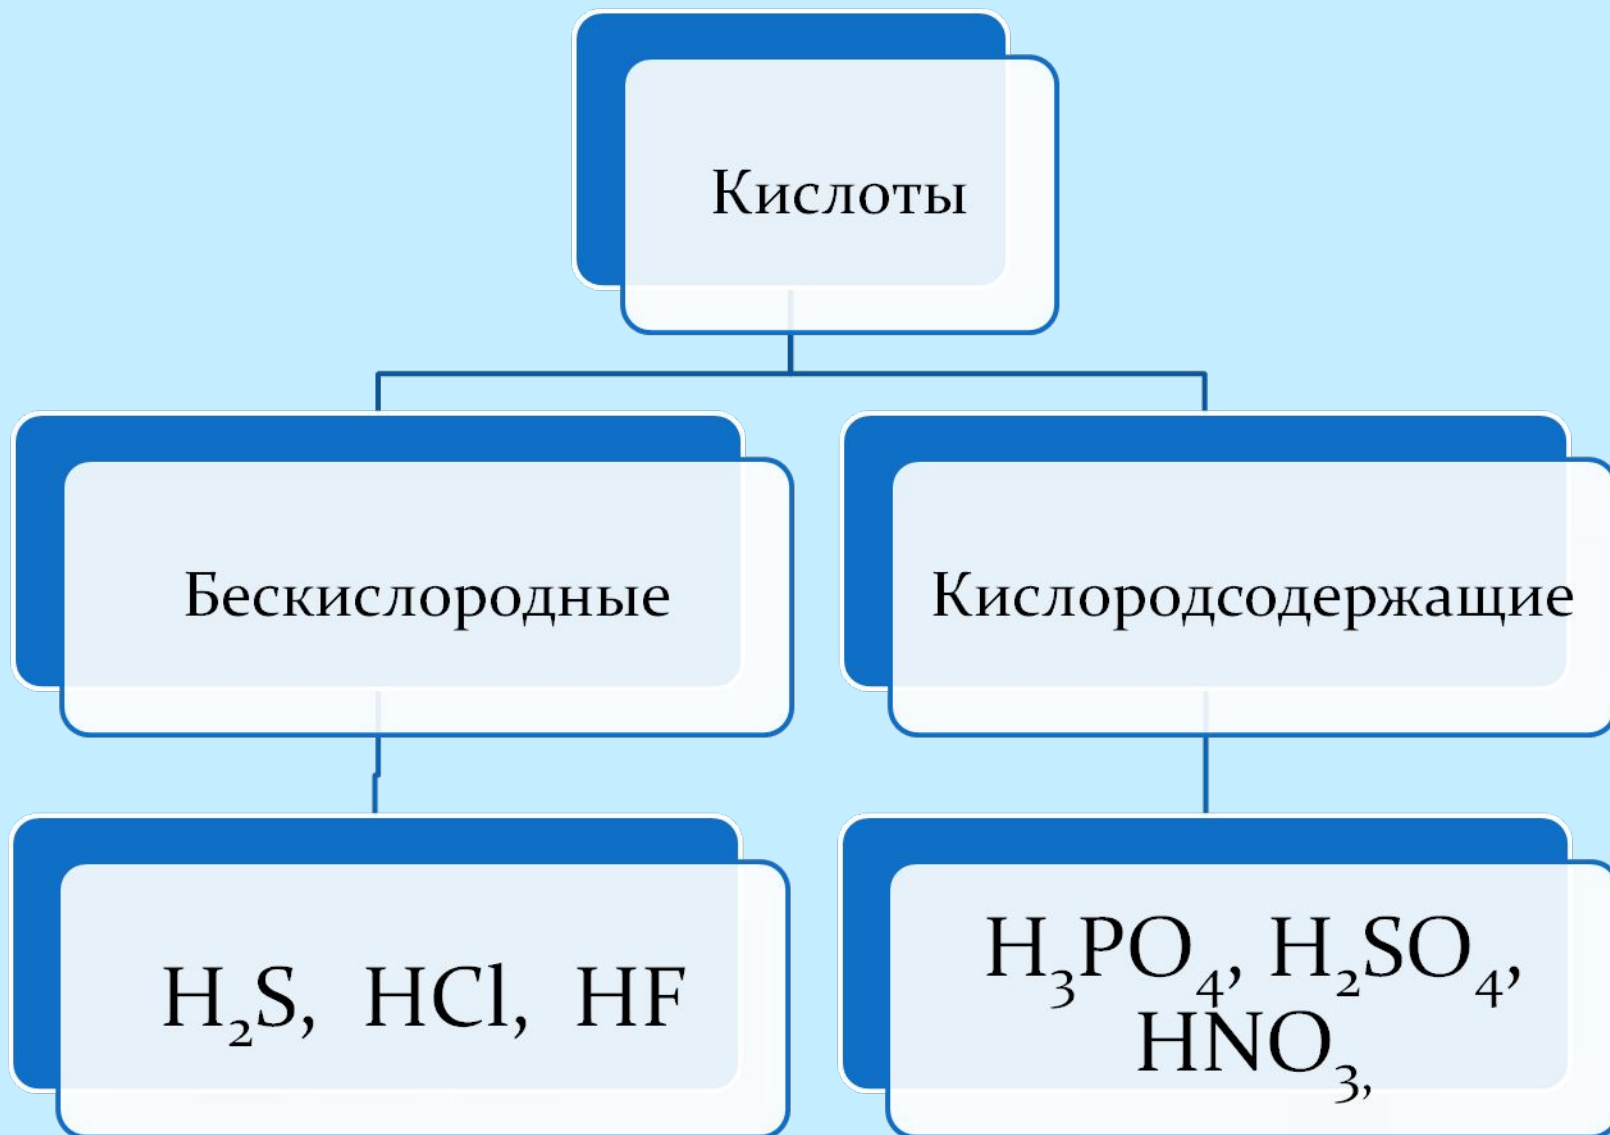 Кислоты
Бескислородные
Кислородсодержащие
H₂S, HCl, HF
H₃PO₄, H₂SO₄,
HNO₃,